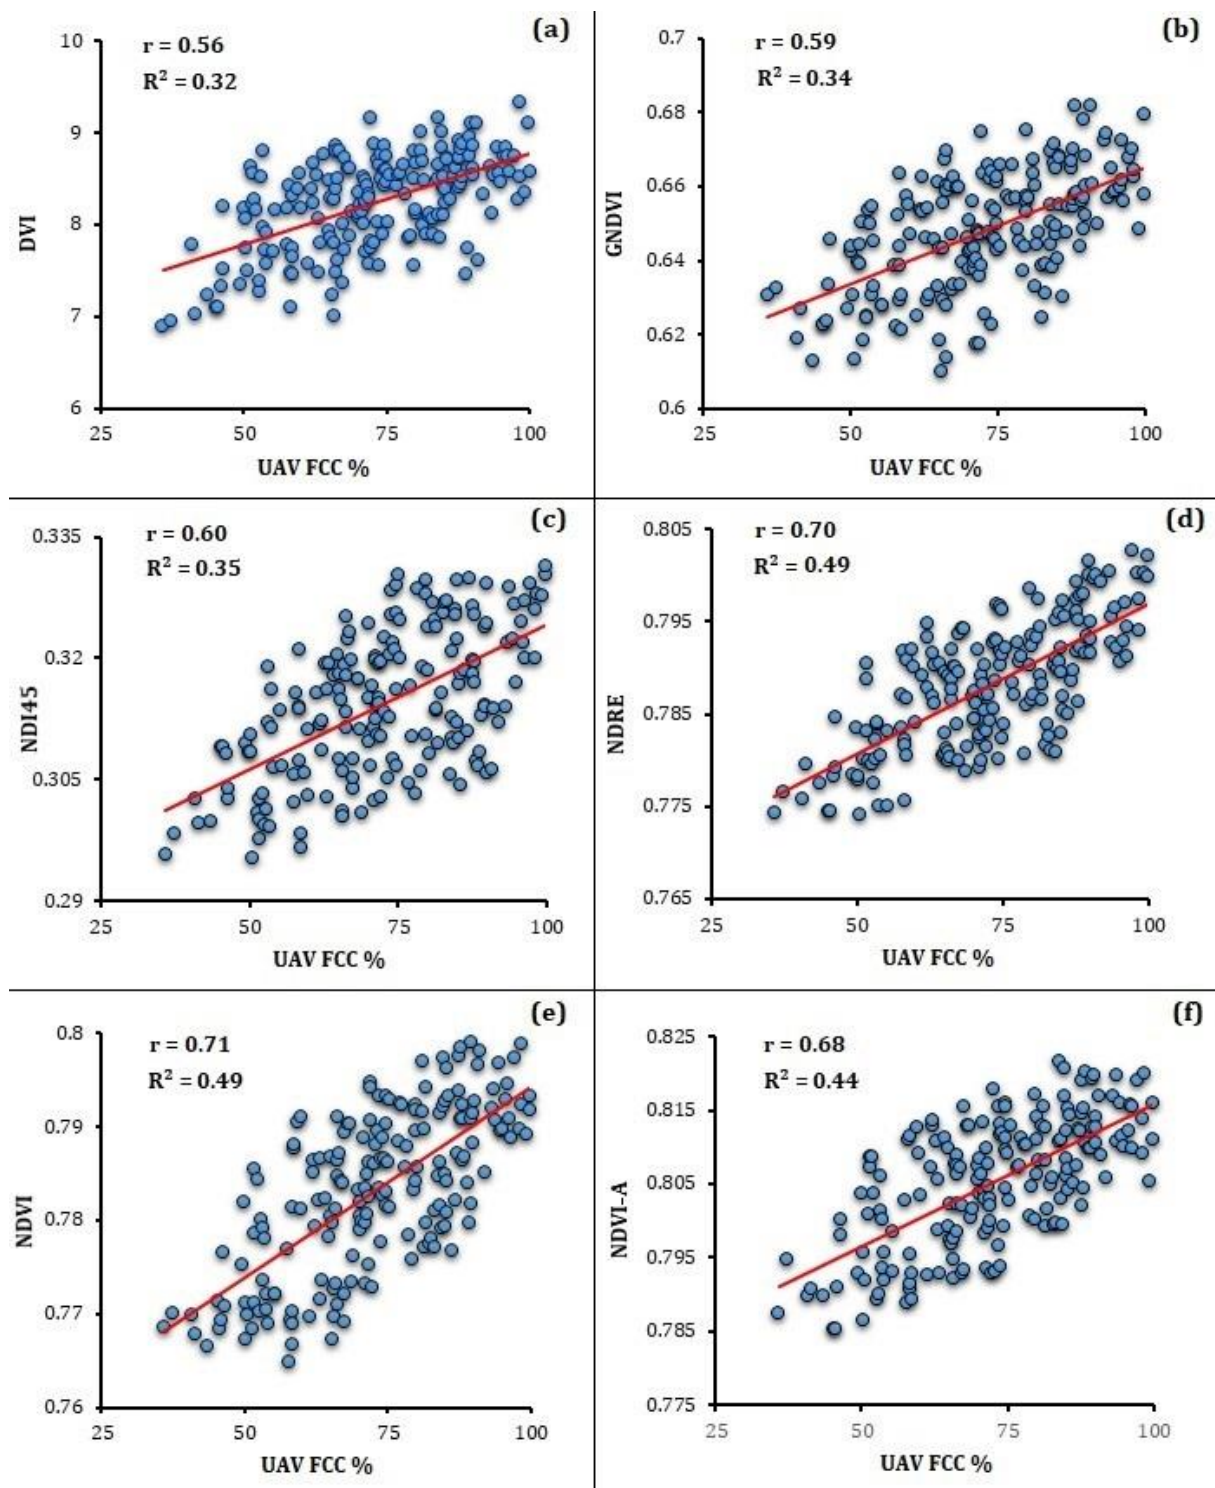 (a)
r = 0.56
R² = 0.32
10
9
8
7
6
DVI
25 50 75 100
UAV FCC %
(b)
r = 0.59
R² = 0.34
0.7
0.68
0.66
0.64
0.62
0.6
GNDVI
25 50 75 100
UAV FCC %
(c)
r = 0.60
R² = 0.35
0.335
0.32
0.305
0.29
NDI45
25 50 75 100
UAV FCC %
(d)
r = 0.70
R² = 0.49
0.805
0.795
0.785
0.775
0.765
NDRE
25 50 75 100
UAV FCC %
(e)
r = 0.71
R² = 0.49
0.8
0.79
0.78
0.77
0.76
NDVI
25 50 75 100
UAV FCC %
(f)
r = 0.68
R² = 0.44
0.825
0.815
0.805
0.795
0.785
0.775
NDVI-A
25 50 75 100
UAV FCC %